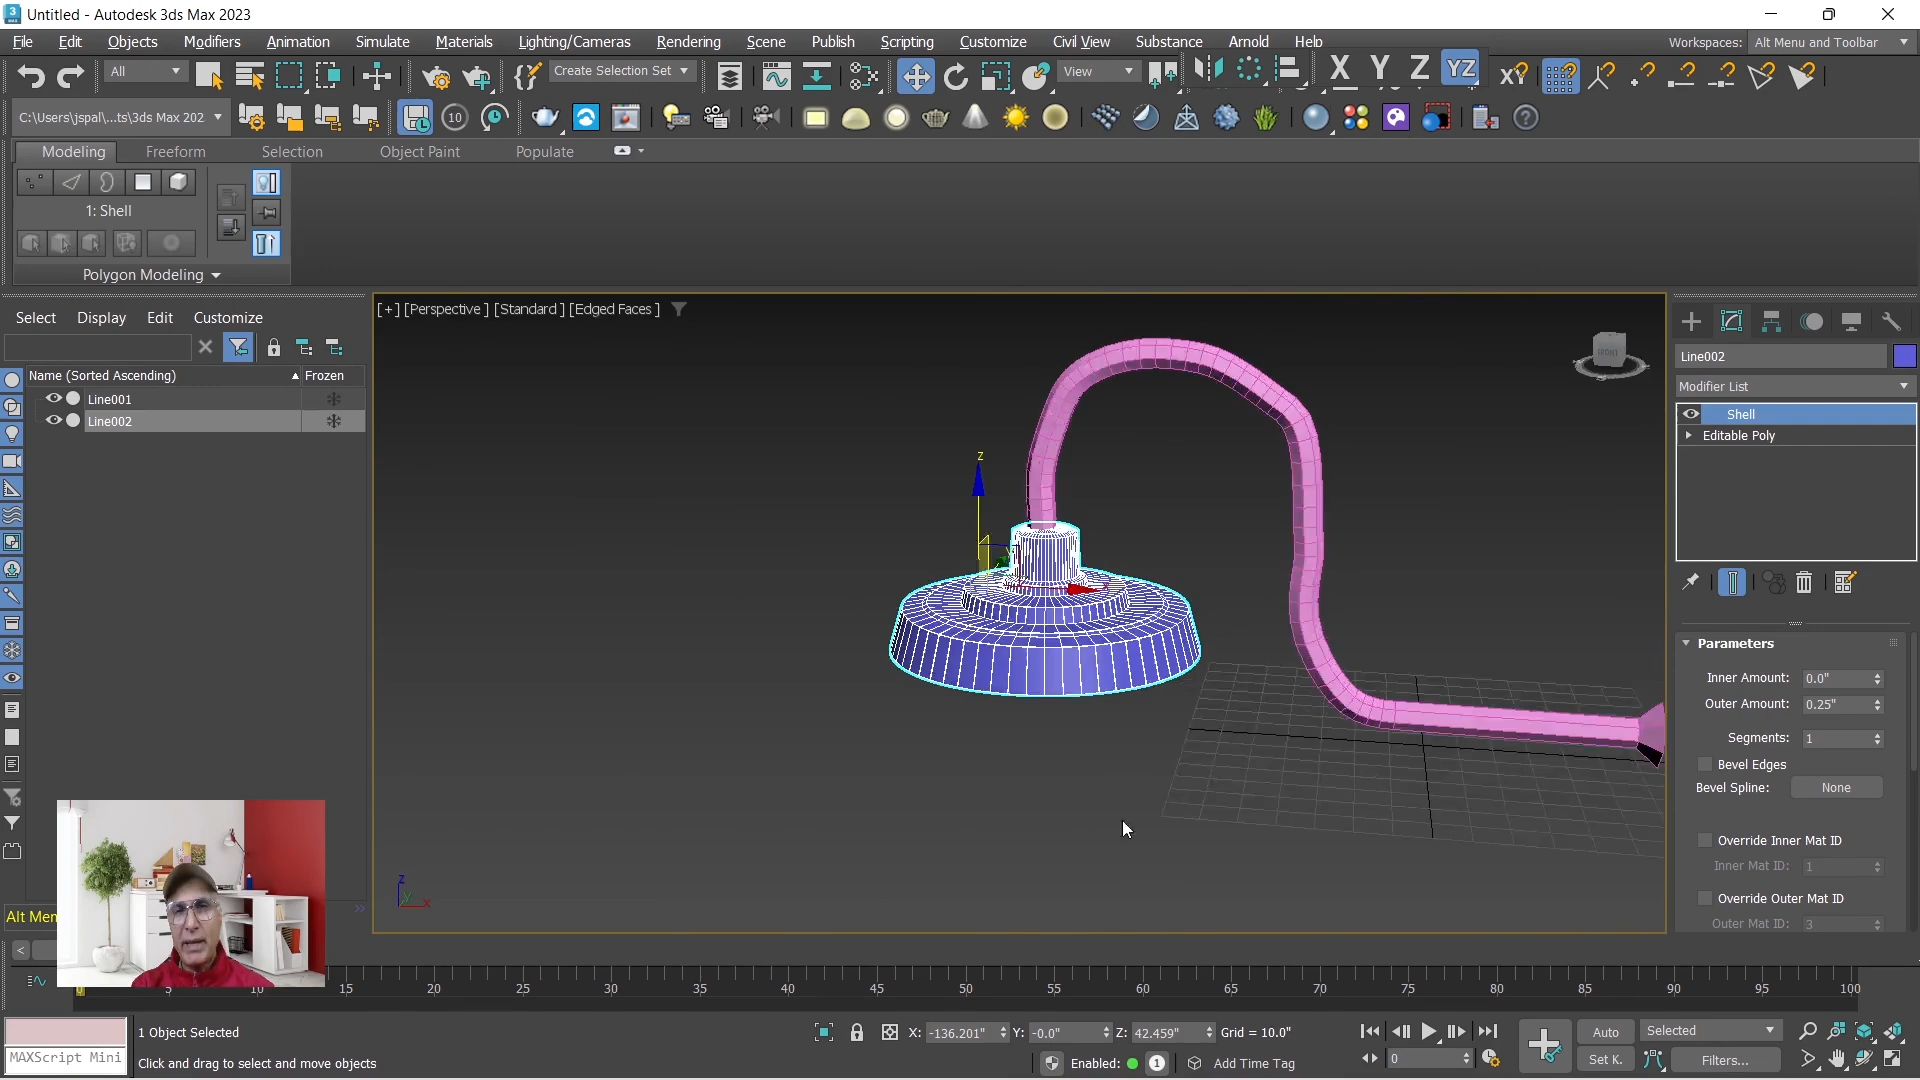 Untitled - Autodesk 3ds Max 2023
File Edit Objects Modifiers Animation Simulate Materials Lighting/Cameras Rendering Scene Publish Scripting Customize Civil View Substance Arnold Help Workspaces: Alt Menu and Toolbar
All Create Selection Set View X Y Z YZ XY
C:\Users\jspal\...ts\3ds Max 202 10
Modeling Freeform Selection Object Paint Populate
1: Shell
Polygon Modeling
Select Display Edit Customize
[+] [Perspective ] [Standard ] [Edged Faces ]
FRONT
Line002
Name (Sorted Ascending) Frozen
Modifier List
Line001
Shell
Line002
Editable Poly
z
Parameters
Inner Amount: 0.0"
Outer Amount: 0.25"
Segments: 1
Bevel Edges
Bevel Spline: None
Override Inner Mat ID
Inner Mat ID: 1
Override Outer Mat ID
Outer Mat ID: 3
Alt Men
z
y
x
5 10 15 20 25 30 35 40 45 50 55 60 65 70 75 80 85 90 95 100
0
MAXScript Mini
1 Object Selected
X: -136.201" Y: -0.0" Z: 42.459" Grid = 10.0"
Auto Selected
Click and drag to select and move objects
Enabled: 1 Add Time Tag
0
Set K. Filters...